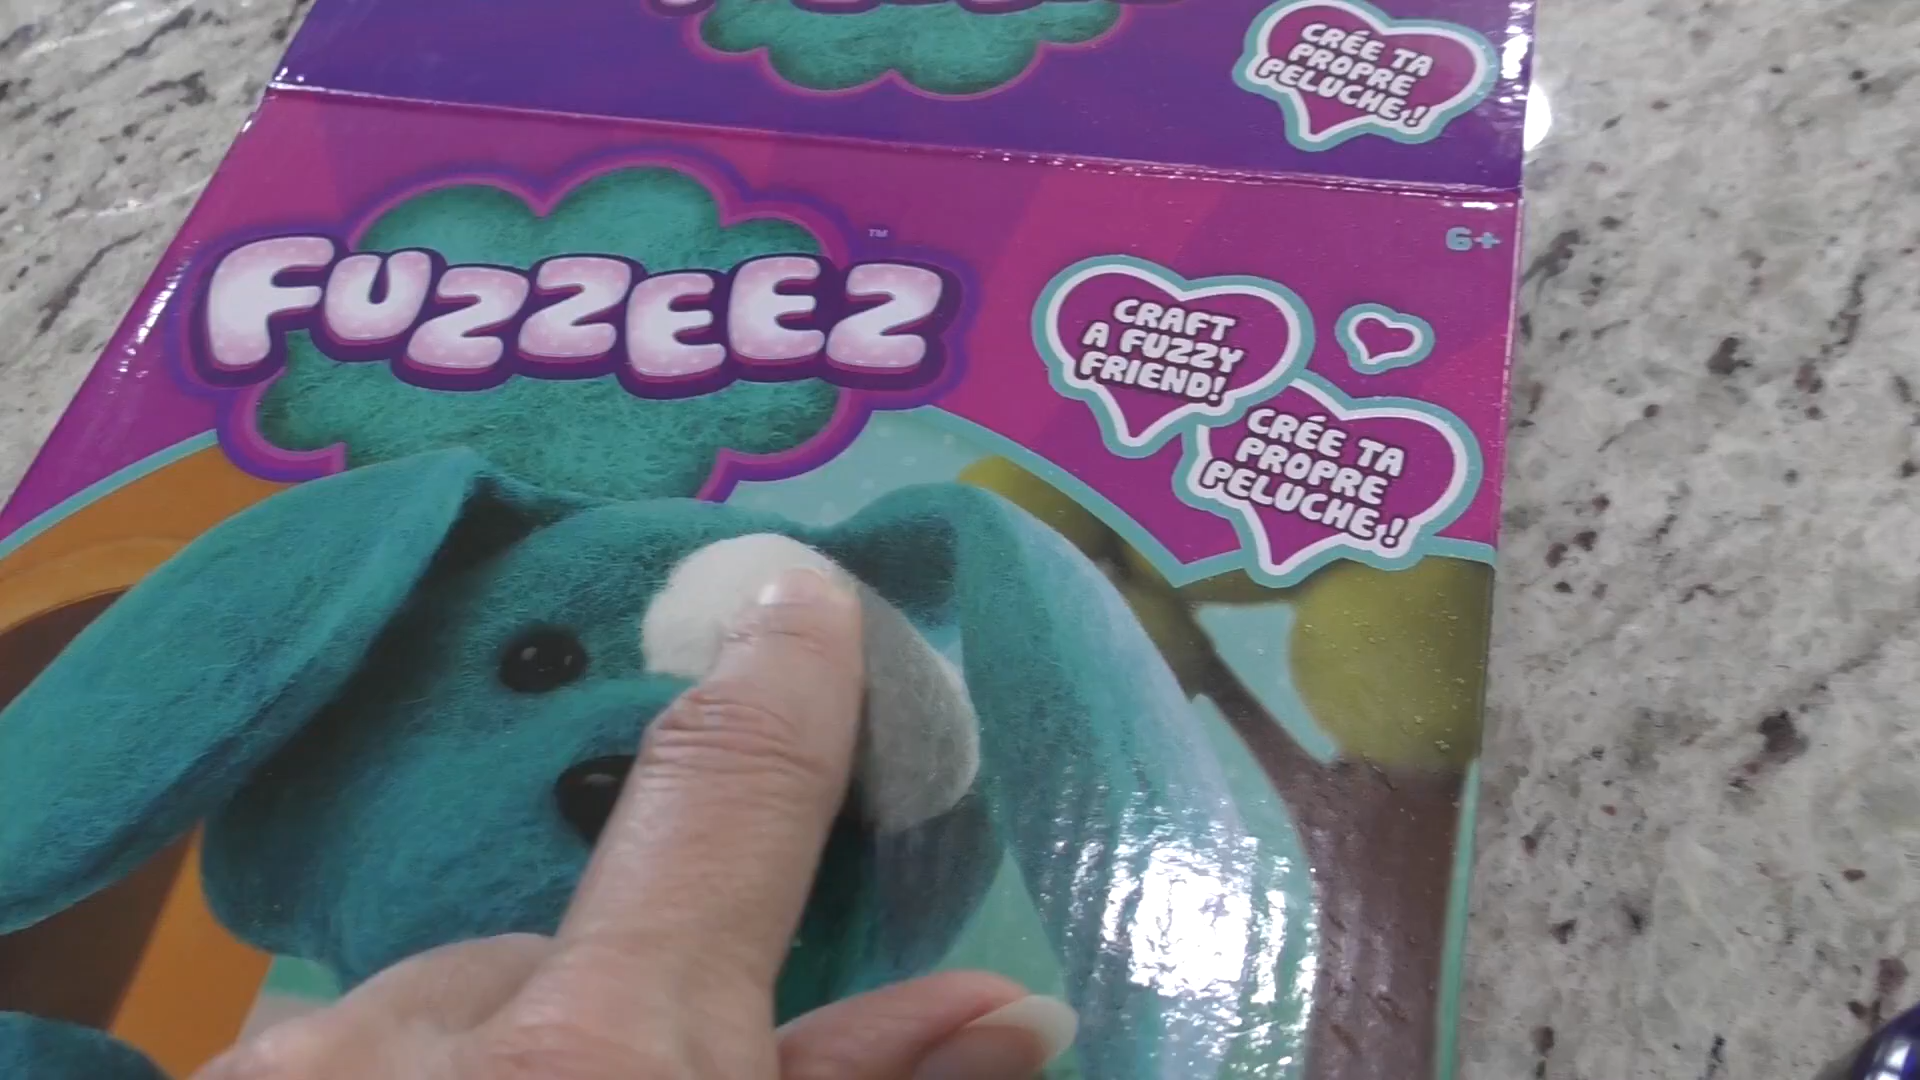 CRÉE TA
PROPRE
PELUCHE !
FUZZEEZ
™
6+
CRAFT
A FUZZY
FRIEND!
CRÉE TA
PROPRE
PELUCHE !